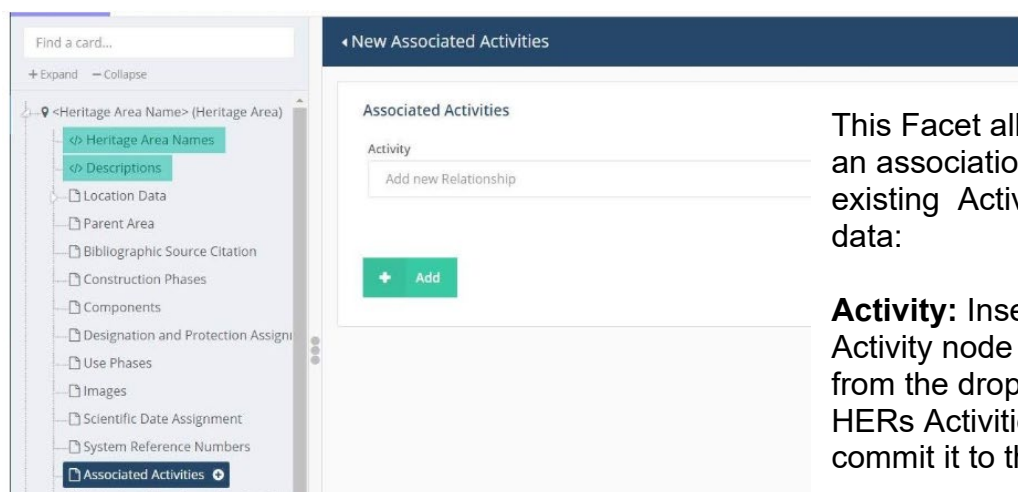 Find a card...
+ Expand − Collapse
<Heritage Area Name> (Heritage Area)
</> Heritage Area Names
</> Descriptions
Location Data
Parent Area
Bibliographic Source Citation
Construction Phases
Components
Designation and Protection Assignm
Use Phases
Images
Scientific Date Assignment
System Reference Numbers
Associated Activities
New Associated Activities
Associated Activities
Activity
Add new Relationship
+ Add
This Facet all
an associatio
existing Activ
data:
Activity: Inse
Activity node
from the drop
HERs Activitie
commit it to th